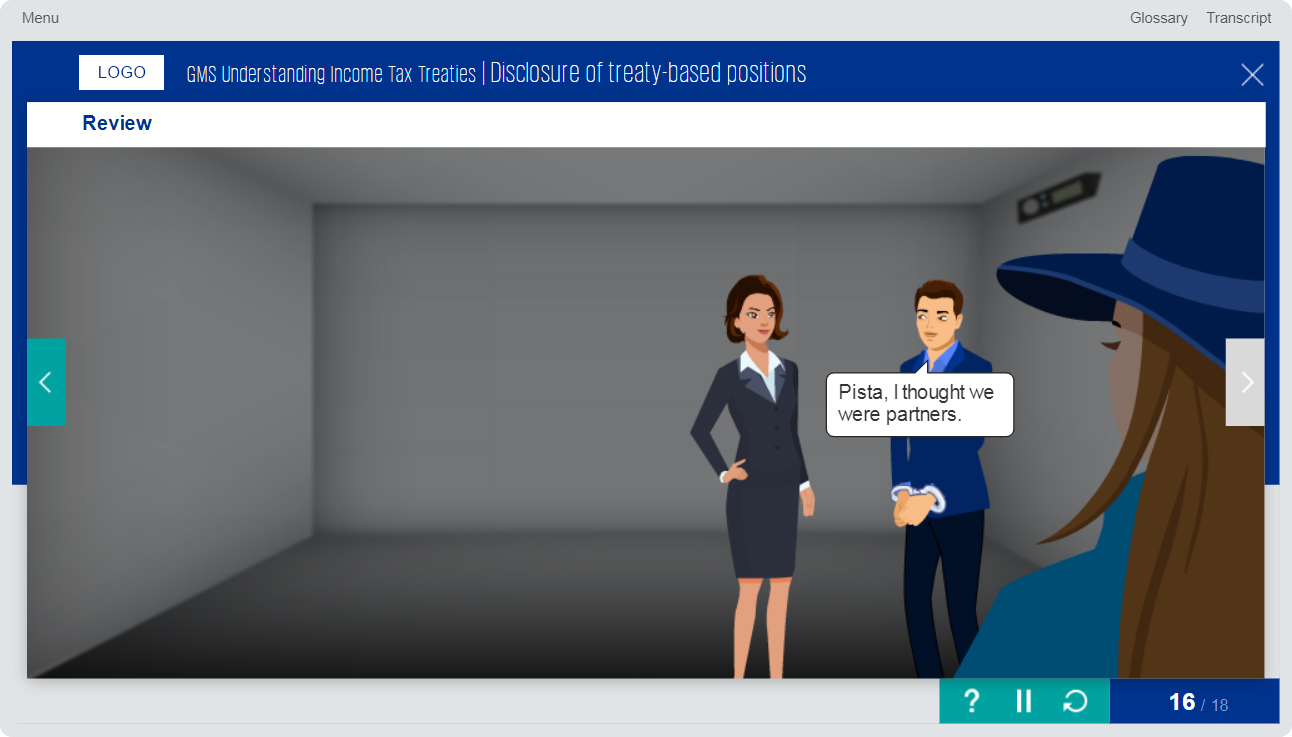 Menu
Glossary Transcript
LOGO GMS Understanding Income Tax Treaties | Disclosure of treaty-based positions
Review
Pista, I thought we
were partners.
?
16 / 18